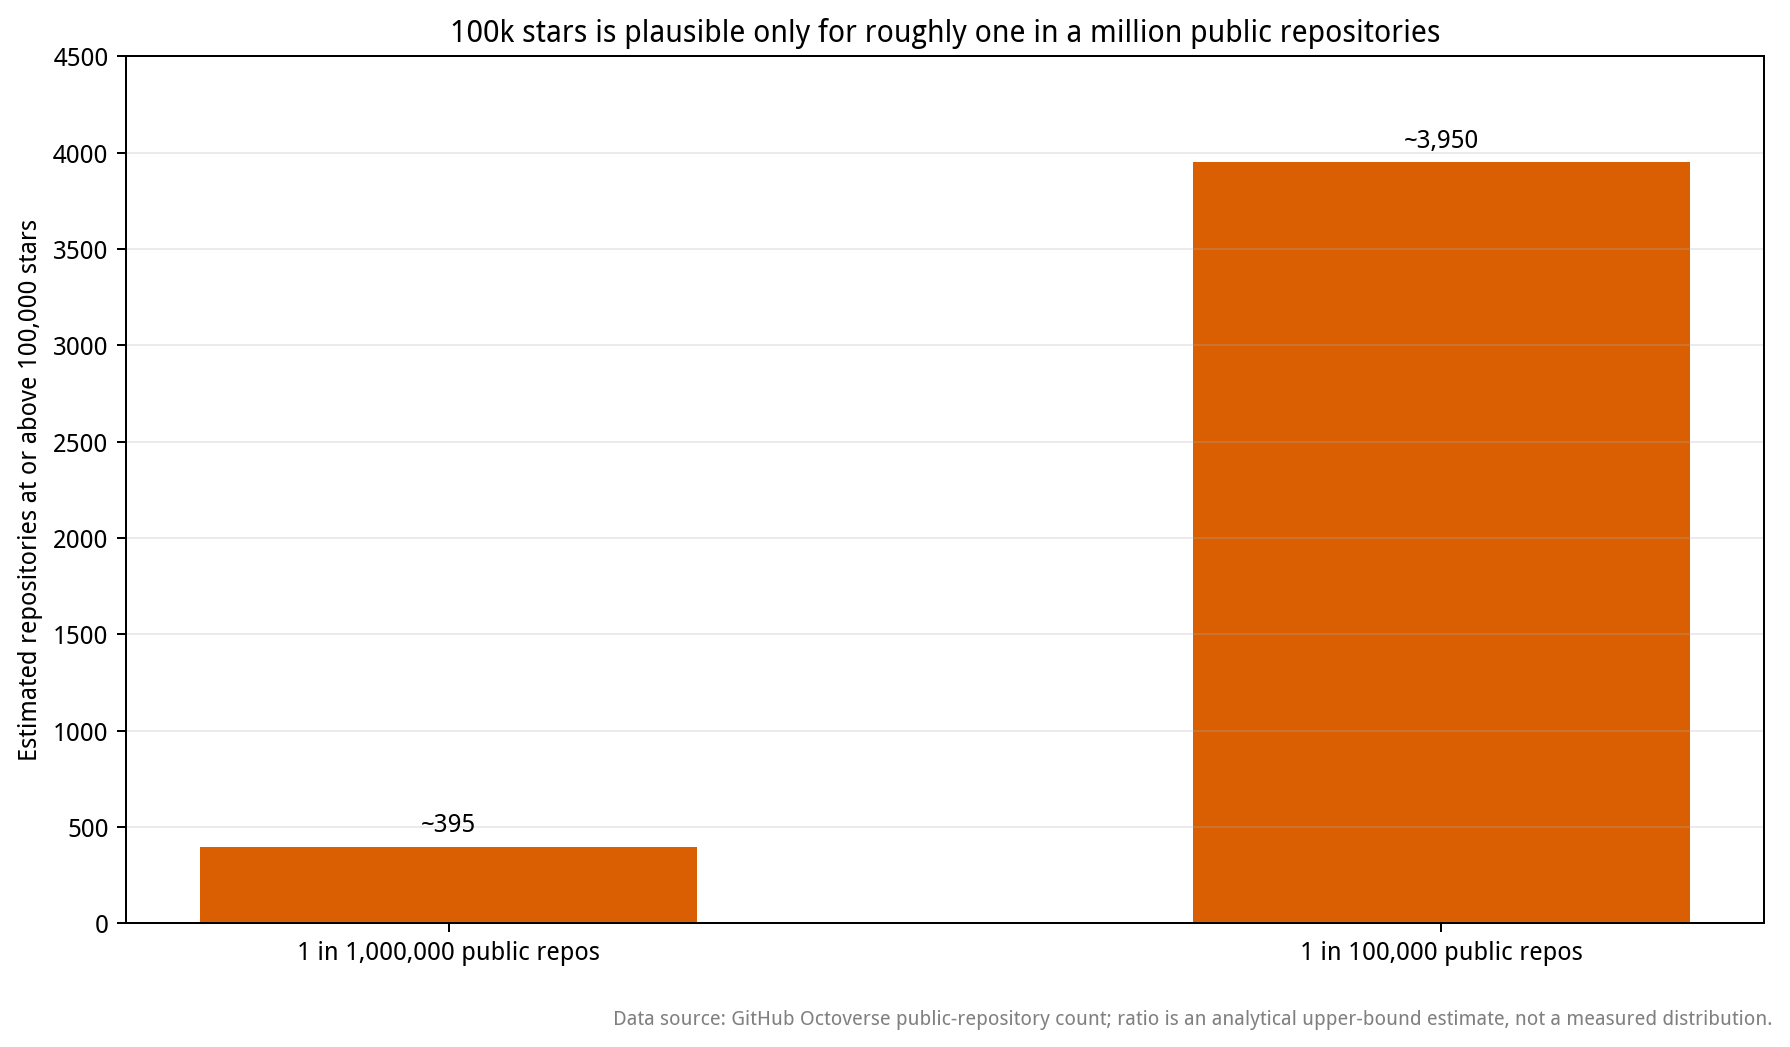 100k stars is plausible only for roughly one in a million public repositories
Estimated repositories at or above 100,000 stars
4500
4000
3500
3000
2500
2000
1500
1000
500
0
~395
~3,950
1 in 1,000,000 public repos
1 in 100,000 public repos
Data source: GitHub Octoverse public-repository count; ratio is an analytical upper-bound estimate, not a measured distribution.